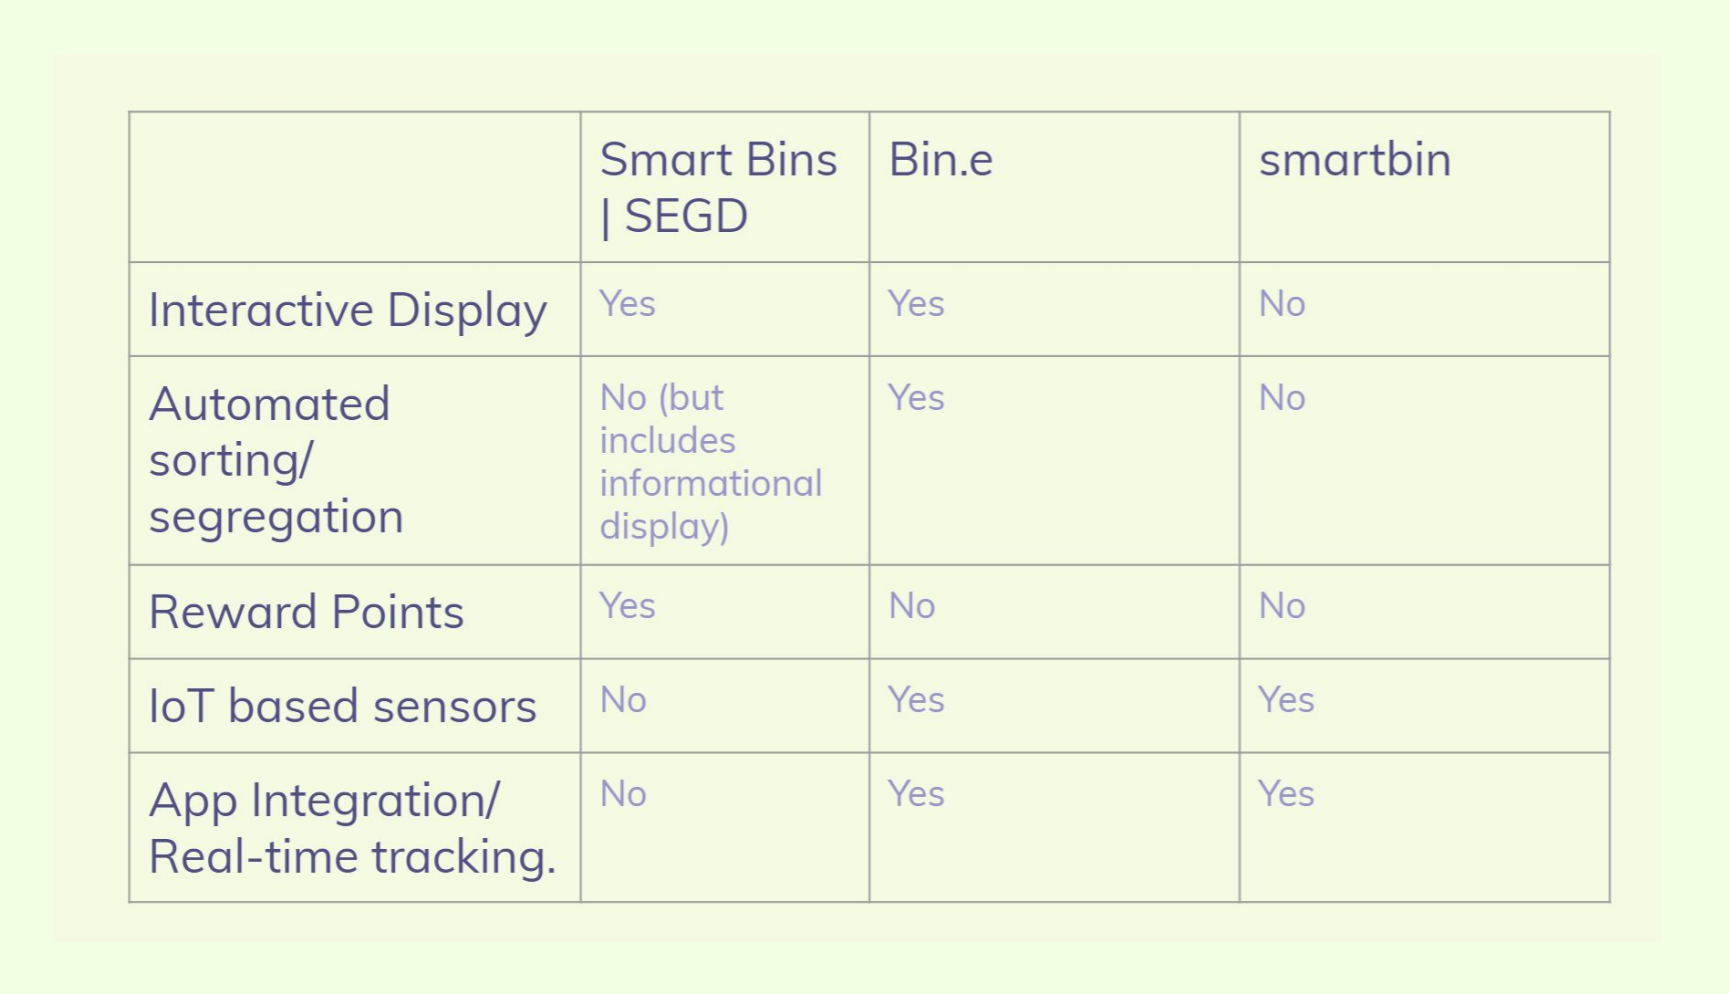 Smart Bins
| SEGD
Bin.e
smartbin
Interactive Display
Yes
Yes
No
Automated
sorting/
segregation
No (but
includes
informational
display)
Yes
No
Reward Points
Yes
No
No
IoT based sensors
No
Yes
Yes
App Integration/
Real-time tracking.
No
Yes
Yes